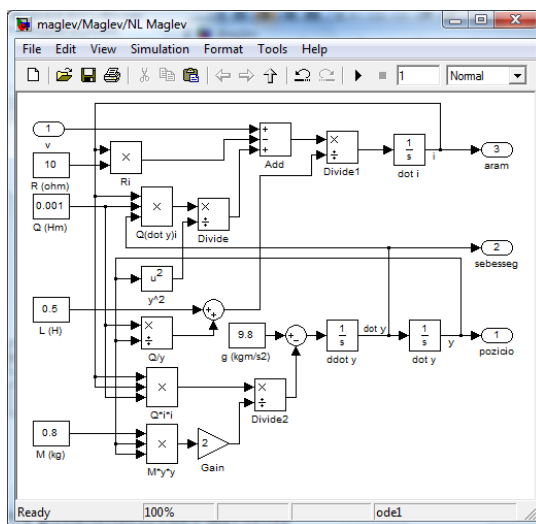 maglev/Maglev/NL Maglev
File Edit View Simulation Format Tools Help
1 Normal
1
v
+
−
+
Add
×
÷
Divide1
1
s
dot i
i
3
aram
10
R (ohm)
×
Ri
0.001
Q (Hm)
×
Q(dot y)i
×
÷
Divide
2
sebesseg
u²
y^2
0.5
L (H)
+
+
×
÷
Q/y
9.8
g (kgm/s2)
+
−
1
s
ddot y
dot y
1
s
dot y
y
1
pozicio
×
Q*i*i
×
÷
Divide2
0.8
M (kg)
×
M*y*y
2
Gain
Ready 100% ode1